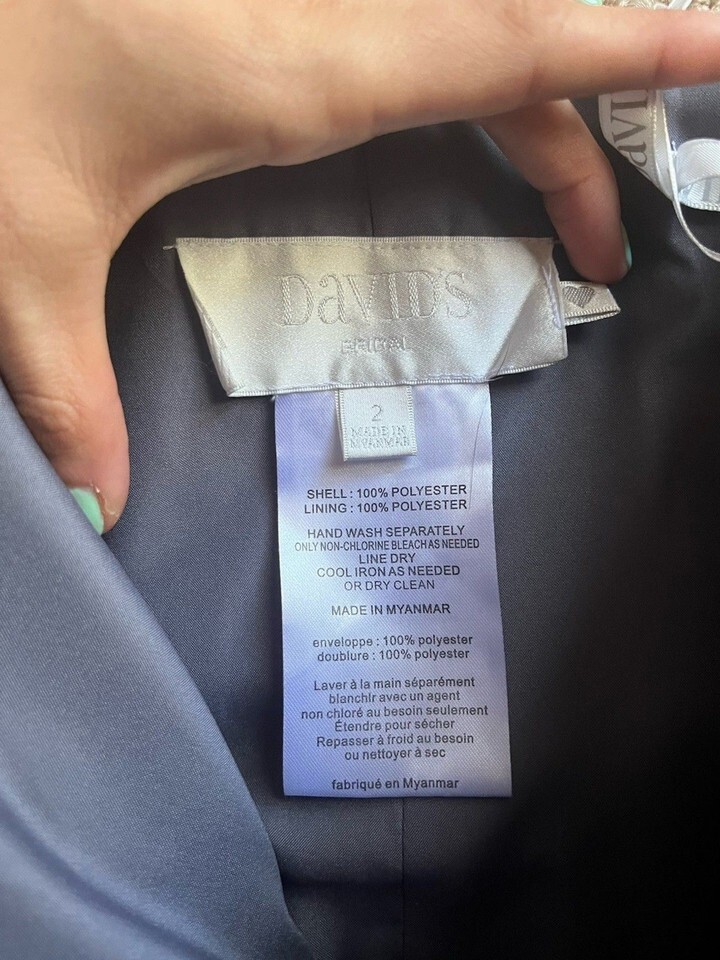 DaVID'S
BRIDAL
2
MADE IN
MYANMAR
SHELL : 100% POLYESTER
LINING : 100% POLYESTER
HAND WASH SEPARATELY
ONLY NON-CHLORINE BLEACH AS NEEDED
LINE DRY
COOL IRON AS NEEDED
OR DRY CLEAN
MADE IN MYANMAR
enveloppe : 100% polyester
doublure : 100% polyester
Laver à la main séparément
blanchir avec un agent
non chloré au besoin seulement
Étendre pour sécher
Repasser à froid au besoin
ou nettoyer à sec
fabriqué en Myanmar